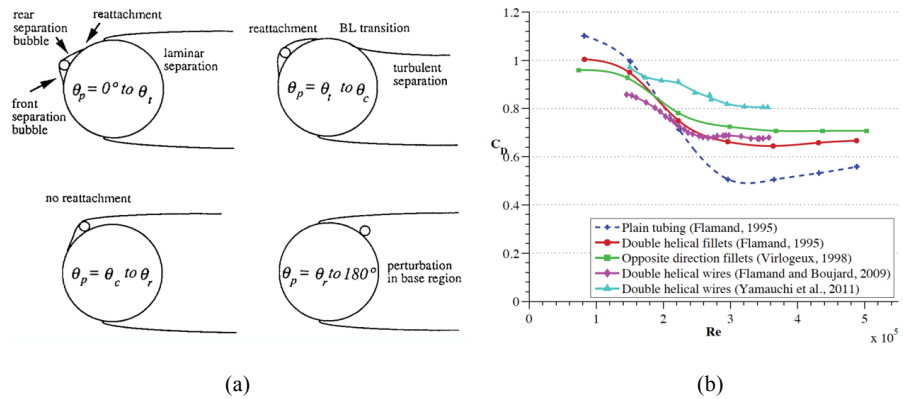 rear
separation
bubble
reattachment
laminar
separation
θp = 0° to θt
front
separation
bubble
reattachment
BL transition
turbulent
separation
θp = θt to θc
no reattachment
θp = θc to θr
θp = θr to 180°
perturbation
in base region
(a)
1.2
1
0.8
0.6
0.4
0.2
0
CD
Plain tubing (Flamand, 1995)
Double helical fillets (Flamand, 1995)
Opposite direction fillets (Virlogeux, 1998)
Double helical wires (Flamand and Boujard, 2009)
Double helical wires (Yamauchi et al., 2011)
0 1 2 3 4 5
Re
x 10⁵
(b)